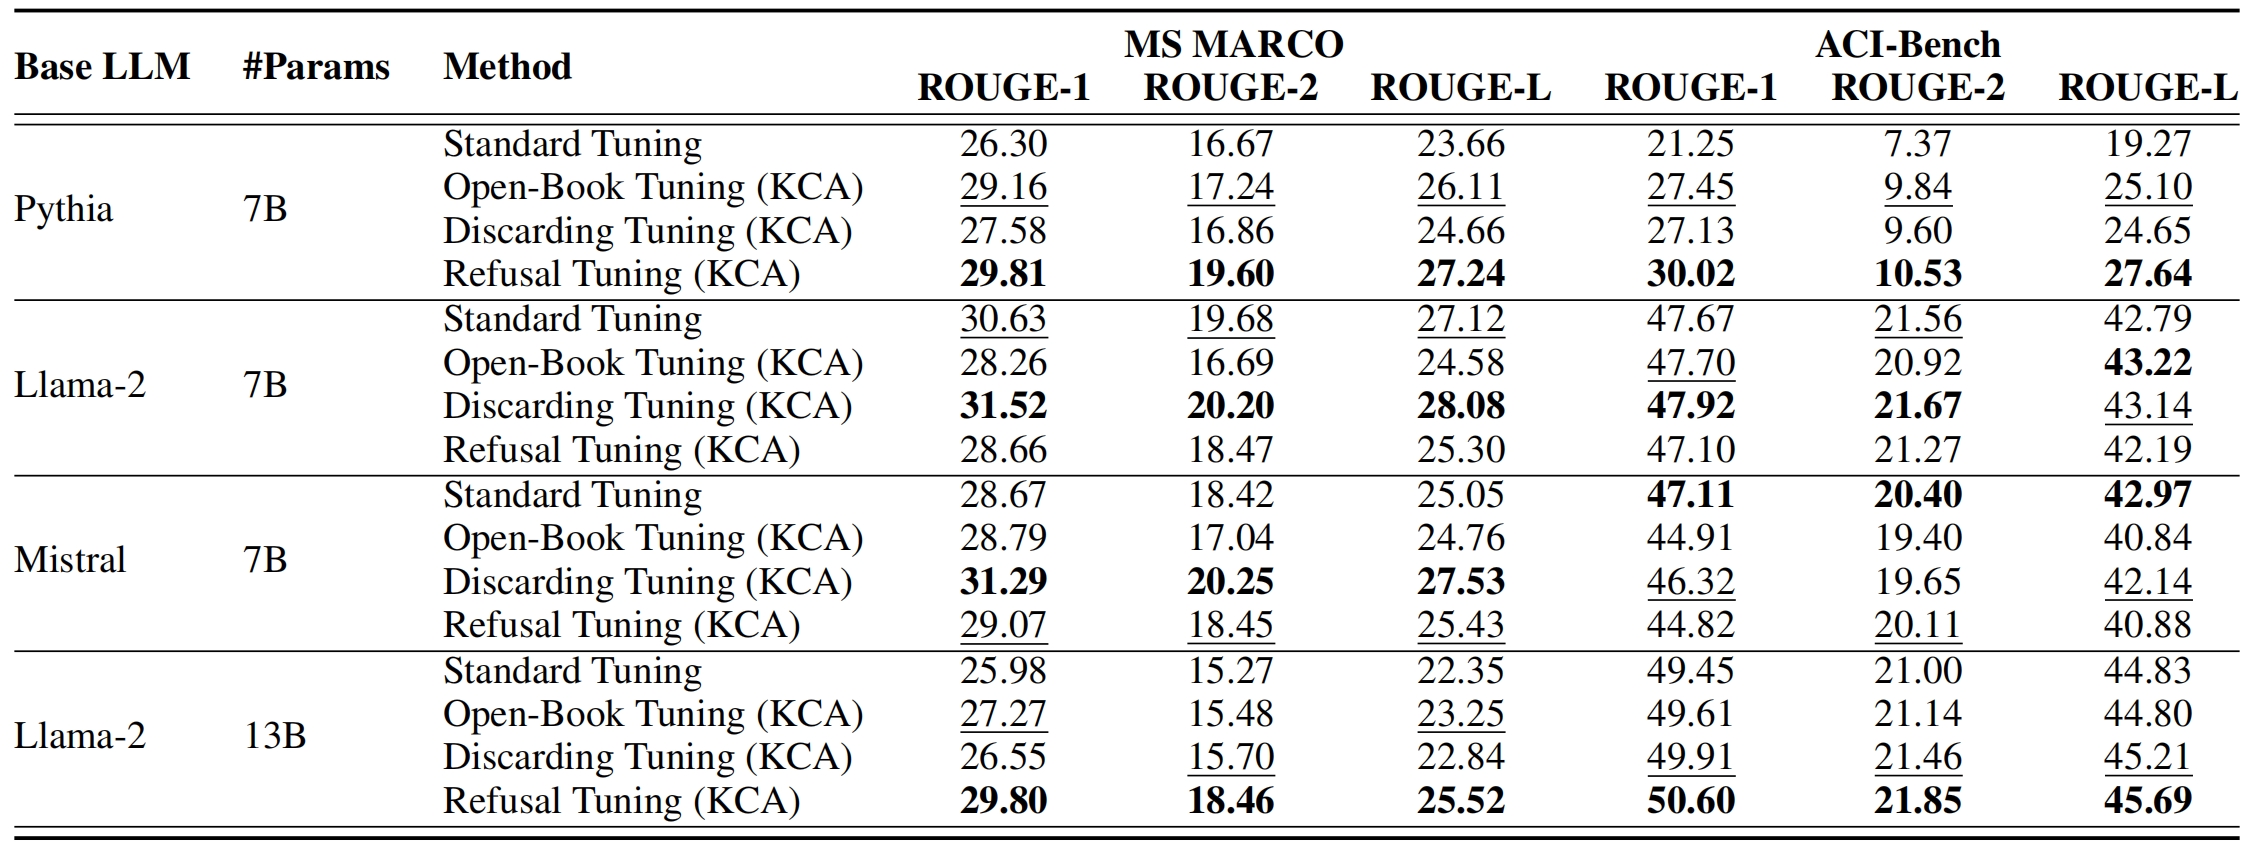 MS MARCO ACI-Bench
Base LLM #Params Method
ROUGE-1 ROUGE-2 ROUGE-L ROUGE-1 ROUGE-2 ROUGE-L
Standard Tuning 26.30 16.67 23.66 21.25 7.37 19.27
Open-Book Tuning (KCA) 29.16 17.24 26.11 27.45 9.84 25.10
Pythia 7B
Discarding Tuning (KCA) 27.58 16.86 24.66 27.13 9.60 24.65
Refusal Tuning (KCA) 29.81 19.60 27.24 30.02 10.53 27.64
Standard Tuning 30.63 19.68 27.12 47.67 21.56 42.79
Open-Book Tuning (KCA) 28.26 16.69 24.58 47.70 20.92 43.22
Llama-2 7B
Discarding Tuning (KCA) 31.52 20.20 28.08 47.92 21.67 43.14
Refusal Tuning (KCA) 28.66 18.47 25.30 47.10 21.27 42.19
Standard Tuning 28.67 18.42 25.05 47.11 20.40 42.97
Open-Book Tuning (KCA) 28.79 17.04 24.76 44.91 19.40 40.84
Mistral 7B
Discarding Tuning (KCA) 31.29 20.25 27.53 46.32 19.65 42.14
Refusal Tuning (KCA) 29.07 18.45 25.43 44.82 20.11 40.88
Standard Tuning 25.98 15.27 22.35 49.45 21.00 44.83
Open-Book Tuning (KCA) 27.27 15.48 23.25 49.61 21.14 44.80
Llama-2 13B
Discarding Tuning (KCA) 26.55 15.70 22.84 49.91 21.46 45.21
Refusal Tuning (KCA) 29.80 18.46 25.52 50.60 21.85 45.69